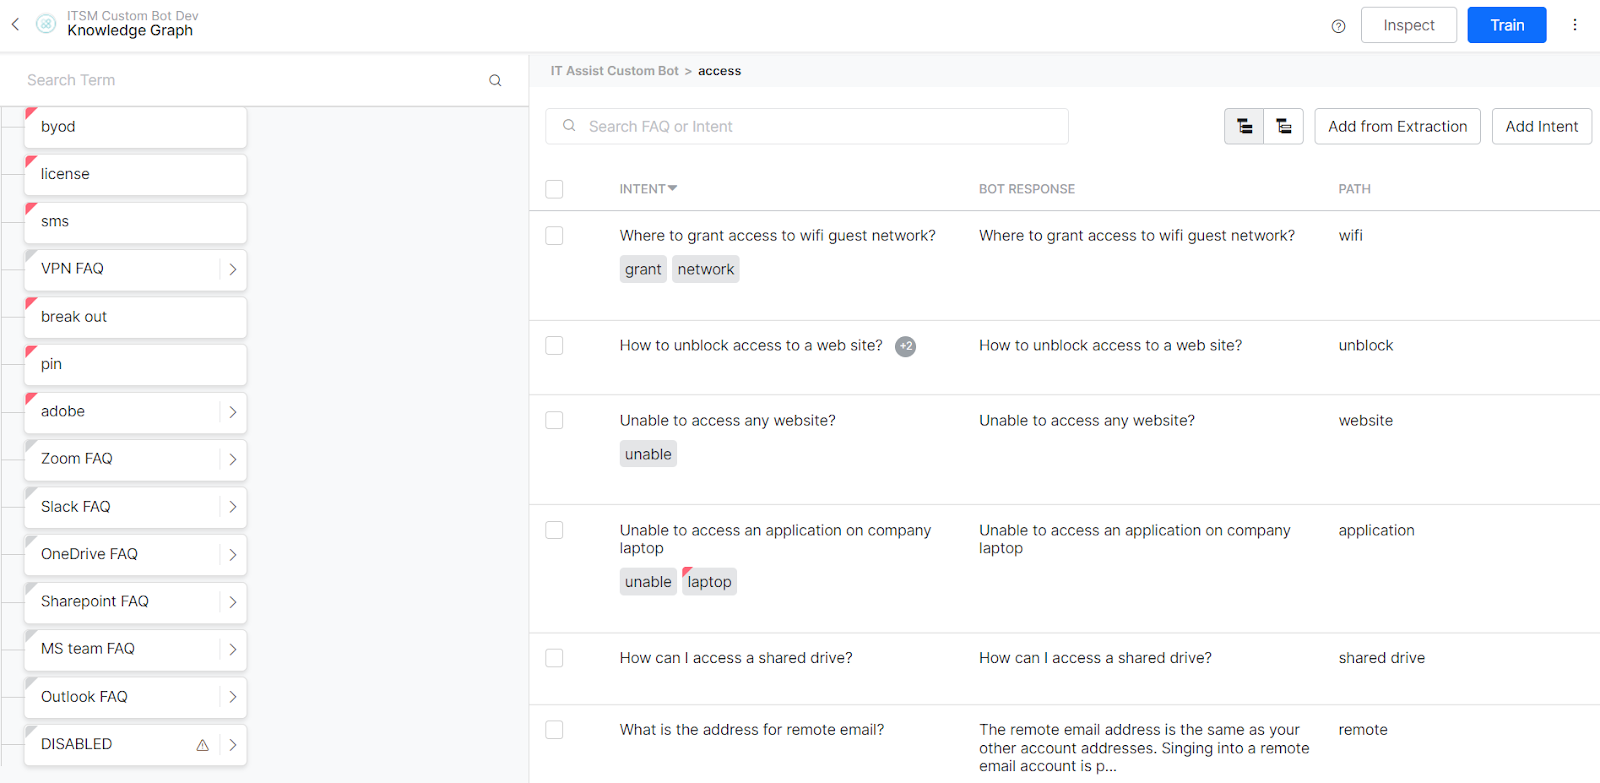 ITSM Custom Bot Dev
Knowledge Graph
Inspect
Train
Search Term
byod
license
sms
VPN FAQ
break out
pin
adobe
Zoom FAQ
Slack FAQ
OneDrive FAQ
Sharepoint FAQ
MS team FAQ
Outlook FAQ
DISABLED
IT Assist Custom Bot > access
Search FAQ or Intent
Add from Extraction
Add Intent
INTENT BOT RESPONSE PATH
Where to grant access to wifi guest network? Where to grant access to wifi guest network? wifi
grant network
How to unblock access to a web site? +2 How to unblock access to a web site? unblock
Unable to access any website? Unable to access any website? website
unable
Unable to access an application on company Unable to access an application on company application
laptop laptop
unable laptop
How can I access a shared drive? How can I access a shared drive? shared drive
What is the address for remote email? The remote email address is the same as your remote
other account addresses. Singing into a remote
email account is p...